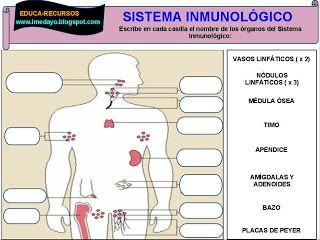 EDUCA-RECURSOS
www.imedayo.blogspot.com
SISTEMA INMUNOLÓGICO
Escribe en cada casilla el nombre de los órganos del Sistema
Inmunológico:
VASOS LINFÁTICOS ( x 2)
NÓDULOS
LINFÁTICOS ( x 3)
MÉDULA ÓSEA
TIMO
APÉNDICE
AMÍGDALAS Y
ADENOIDES
BAZO
PLACAS DE PEYER